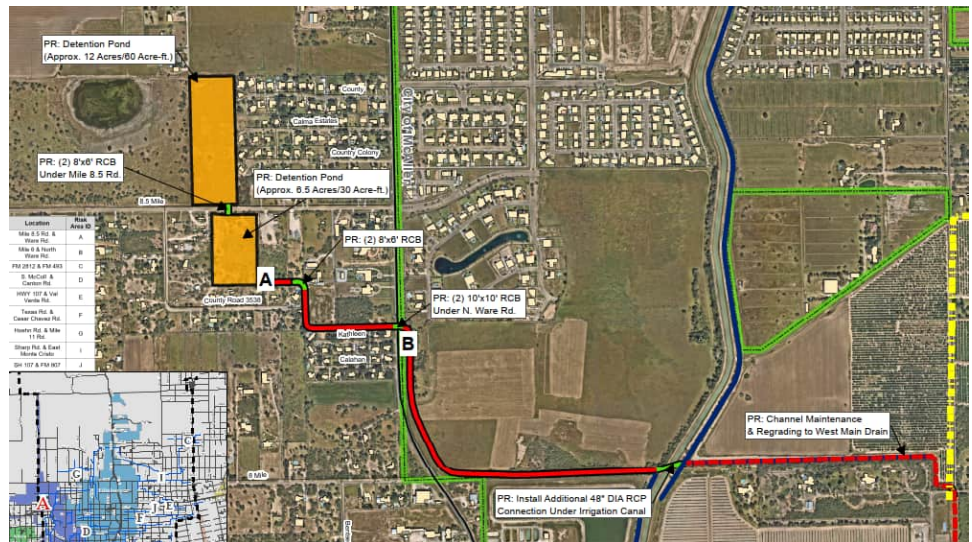 PR: Detention Pond
(Approx. 12 Acres/60 Acre-ft.)
County
Calma Estates
Country Colony
PR: (2) 8'x6' RCB
Under Mile 8.5 Rd.
PR: Detention Pond
(Approx. 6.5 Acres/30 Acre-ft.)
8.5 Mile
Location Risk Area ID
Mile 8.5 Rd. & Ware Rd. A
Mile 8 & North Ware Rd. B
FM 2812 & FM 493 C
S. McColl & Canton Rd. D
HWY 107 & Val Verde Rd. E
Texas Rd. & Cesar Chavez Rd. F
Hoehn Rd. & Mile 11 Rd. G
Sharp Rd. & East Monte Cristo I
SH 107 & FM 907 J
PR: (2) 8'x6' RCB
A
County Road 3538
PR: (2) 10'x10' RCB
Under N. Ware Rd.
Kathleen
B
Calahan
PR: Channel Maintenance
& Regrading to West Main Drain
8 Mile
PR: Install Additional 48" DIA RCP
Connection Under Irrigation Canal
C
G
I
A
J
E
F
D